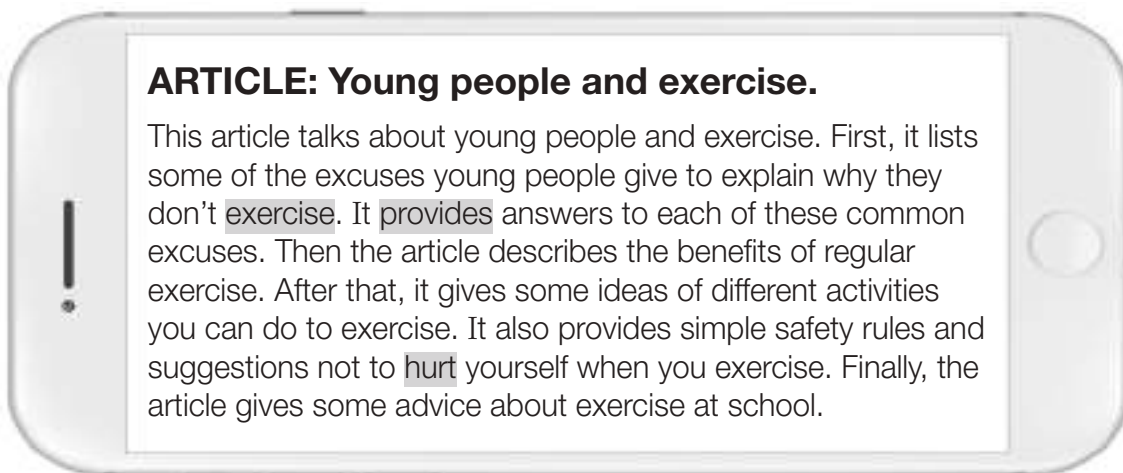 ARTICLE: Young people and exercise.
This article talks about young people and exercise. First, it lists
some of the excuses young people give to explain why they
don’t exercise. It provides answers to each of these common
excuses. Then the article describes the benefits of regular
exercise. After that, it gives some ideas of different activities
you can do to exercise. It also provides simple safety rules and
suggestions not to hurt yourself when you exercise. Finally, the
article gives some advice about exercise at school.